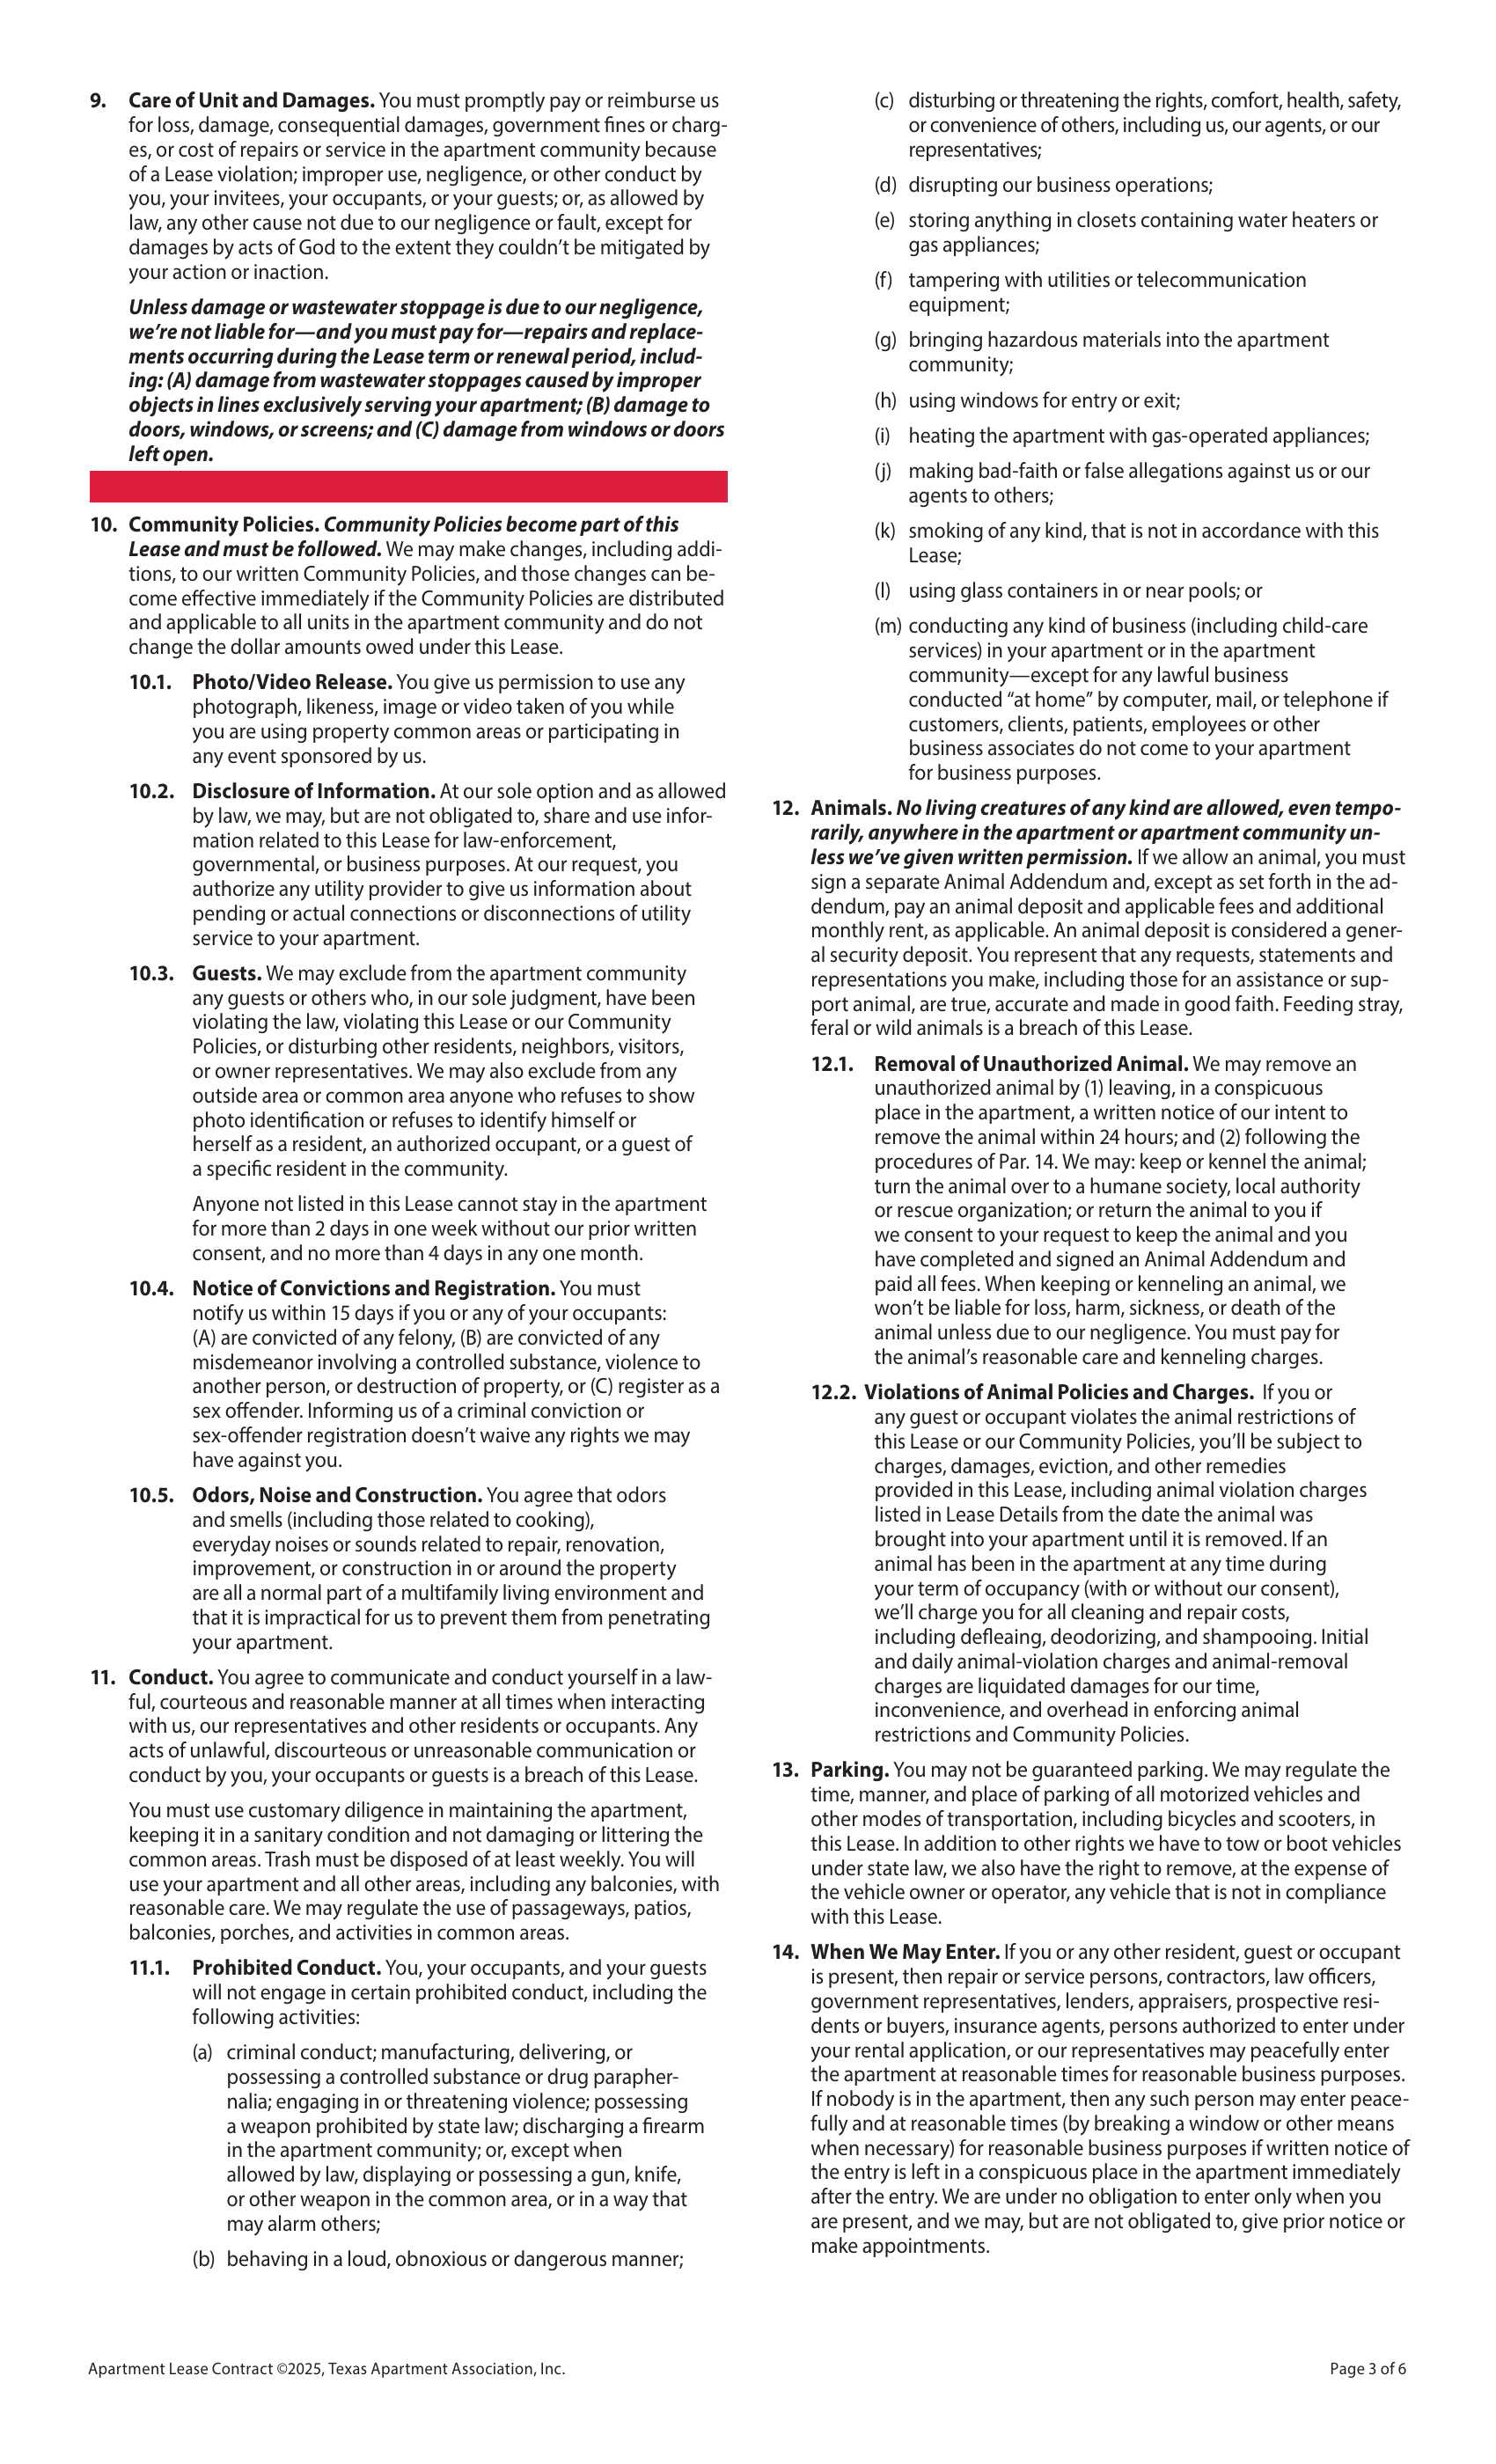 9. Care of Unit and Damages. You must promptly pay or reimburse us
for loss, damage, consequential damages, government fines or charg-
es, or cost of repairs or service in the apartment community because
of a Lease violation; improper use, negligence, or other conduct by
you, your invitees, your occupants, or your guests; or, as allowed by
law, any other cause not due to our negligence or fault, except for
damages by acts of God to the extent they couldn’t be mitigated by
your action or inaction.
Unless damage or wastewater stoppage is due to our negligence,
we’re not liable for—and you must pay for—repairs and replace-
ments occurring during the Lease term or renewal period, includ-
ing: (A) damage from wastewater stoppages caused by improper
objects in lines exclusively serving your apartment; (B) damage to
doors, windows, or screens; and (C) damage from windows or doors
left open.
10. Community Policies. Community Policies become part of this
Lease and must be followed. We may make changes, including addi-
tions, to our written Community Policies, and those changes can be-
come effective immediately if the Community Policies are distributed
and applicable to all units in the apartment community and do not
change the dollar amounts owed under this Lease.
10.1. Photo/Video Release. You give us permission to use any
photograph, likeness, image or video taken of you while
you are using property common areas or participating in
any event sponsored by us.
10.2. Disclosure of Information. At our sole option and as allowed
by law, we may, but are not obligated to, share and use infor-
mation related to this Lease for law-enforcement,
governmental, or business purposes. At our request, you
authorize any utility provider to give us information about
pending or actual connections or disconnections of utility
service to your apartment.
10.3. Guests. We may exclude from the apartment community
any guests or others who, in our sole judgment, have been
violating the law, violating this Lease or our Community
Policies, or disturbing other residents, neighbors, visitors,
or owner representatives. We may also exclude from any
outside area or common area anyone who refuses to show
photo identification or refuses to identify himself or
herself as a resident, an authorized occupant, or a guest of
a specific resident in the community.
Anyone not listed in this Lease cannot stay in the apartment
for more than 2 days in one week without our prior written
consent, and no more than 4 days in any one month.
10.4. Notice of Convictions and Registration. You must
notify us within 15 days if you or any of your occupants:
(A) are convicted of any felony, (B) are convicted of any
misdemeanor involving a controlled substance, violence to
another person, or destruction of property, or (C) register as a
sex offender. Informing us of a criminal conviction or
sex-offender registration doesn’t waive any rights we may
have against you.
10.5. Odors, Noise and Construction. You agree that odors
and smells (including those related to cooking),
everyday noises or sounds related to repair, renovation,
improvement, or construction in or around the property
are all a normal part of a multifamily living environment and
that it is impractical for us to prevent them from penetrating
your apartment.
11. Conduct. You agree to communicate and conduct yourself in a law-
ful, courteous and reasonable manner at all times when interacting
with us, our representatives and other residents or occupants. Any
acts of unlawful, discourteous or unreasonable communication or
conduct by you, your occupants or guests is a breach of this Lease.
You must use customary diligence in maintaining the apartment,
keeping it in a sanitary condition and not damaging or littering the
common areas. Trash must be disposed of at least weekly. You will
use your apartment and all other areas, including any balconies, with
reasonable care. We may regulate the use of passageways, patios,
balconies, porches, and activities in common areas.
11.1. Prohibited Conduct. You, your occupants, and your guests
will not engage in certain prohibited conduct, including the
following activities:
(a) criminal conduct; manufacturing, delivering, or
possessing a controlled substance or drug parapher-
nalia; engaging in or threatening violence; possessing
a weapon prohibited by state law; discharging a firearm
in the apartment community; or, except when
allowed by law, displaying or possessing a gun, knife,
or other weapon in the common area, or in a way that
may alarm others;
(b) behaving in a loud, obnoxious or dangerous manner;
(c) disturbing or threatening the rights, comfort, health, safety,
or convenience of others, including us, our agents, or our
representatives;
(d) disrupting our business operations;
(e) storing anything in closets containing water heaters or
gas appliances;
(f) tampering with utilities or telecommunication
equipment;
(g) bringing hazardous materials into the apartment
community;
(h) using windows for entry or exit;
(i) heating the apartment with gas-operated appliances;
(j) making bad-faith or false allegations against us or our
agents to others;
(k) smoking of any kind, that is not in accordance with this
Lease;
(l) using glass containers in or near pools; or
(m) conducting any kind of business (including child-care
services) in your apartment or in the apartment
community—except for any lawful business
conducted “at home” by computer, mail, or telephone if
customers, clients, patients, employees or other
business associates do not come to your apartment
for business purposes.
12. Animals. No living creatures of any kind are allowed, even tempo-
rarily, anywhere in the apartment or apartment community un-
less we’ve given written permission. If we allow an animal, you must
sign a separate Animal Addendum and, except as set forth in the ad-
dendum, pay an animal deposit and applicable fees and additional
monthly rent, as applicable. An animal deposit is considered a gener-
al security deposit. You represent that any requests, statements and
representations you make, including those for an assistance or sup-
port animal, are true, accurate and made in good faith. Feeding stray,
feral or wild animals is a breach of this Lease.
12.1. Removal of Unauthorized Animal. We may remove an
unauthorized animal by (1) leaving, in a conspicuous
place in the apartment, a written notice of our intent to
remove the animal within 24 hours; and (2) following the
procedures of Par. 14. We may: keep or kennel the animal;
turn the animal over to a humane society, local authority
or rescue organization; or return the animal to you if
we consent to your request to keep the animal and you
have completed and signed an Animal Addendum and
paid all fees. When keeping or kenneling an animal, we
won’t be liable for loss, harm, sickness, or death of the
animal unless due to our negligence. You must pay for
the animal’s reasonable care and kenneling charges.
12.2. Violations of Animal Policies and Charges. If you or
any guest or occupant violates the animal restrictions of
this Lease or our Community Policies, you’ll be subject to
charges, damages, eviction, and other remedies
provided in this Lease, including animal violation charges
listed in Lease Details from the date the animal was
brought into your apartment until it is removed. If an
animal has been in the apartment at any time during
your term of occupancy (with or without our consent),
we’ll charge you for all cleaning and repair costs,
including defleaing, deodorizing, and shampooing. Initial
and daily animal-violation charges and animal-removal
charges are liquidated damages for our time,
inconvenience, and overhead in enforcing animal
restrictions and Community Policies.
13. Parking. You may not be guaranteed parking. We may regulate the
time, manner, and place of parking of all motorized vehicles and
other modes of transportation, including bicycles and scooters, in
this Lease. In addition to other rights we have to tow or boot vehicles
under state law, we also have the right to remove, at the expense of
the vehicle owner or operator, any vehicle that is not in compliance
with this Lease.
14. When We May Enter. If you or any other resident, guest or occupant
is present, then repair or service persons, contractors, law officers,
government representatives, lenders, appraisers, prospective resi-
dents or buyers, insurance agents, persons authorized to enter under
your rental application, or our representatives may peacefully enter
the apartment at reasonable times for reasonable business purposes.
If nobody is in the apartment, then any such person may enter peace-
fully and at reasonable times (by breaking a window or other means
when necessary) for reasonable business purposes if written notice of
the entry is left in a conspicuous place in the apartment immediately
after the entry. We are under no obligation to enter only when you
are present, and we may, but are not obligated to, give prior notice or
make appointments.
Apartment Lease Contract ©2025, Texas Apartment Association, Inc.
Page 3 of 6